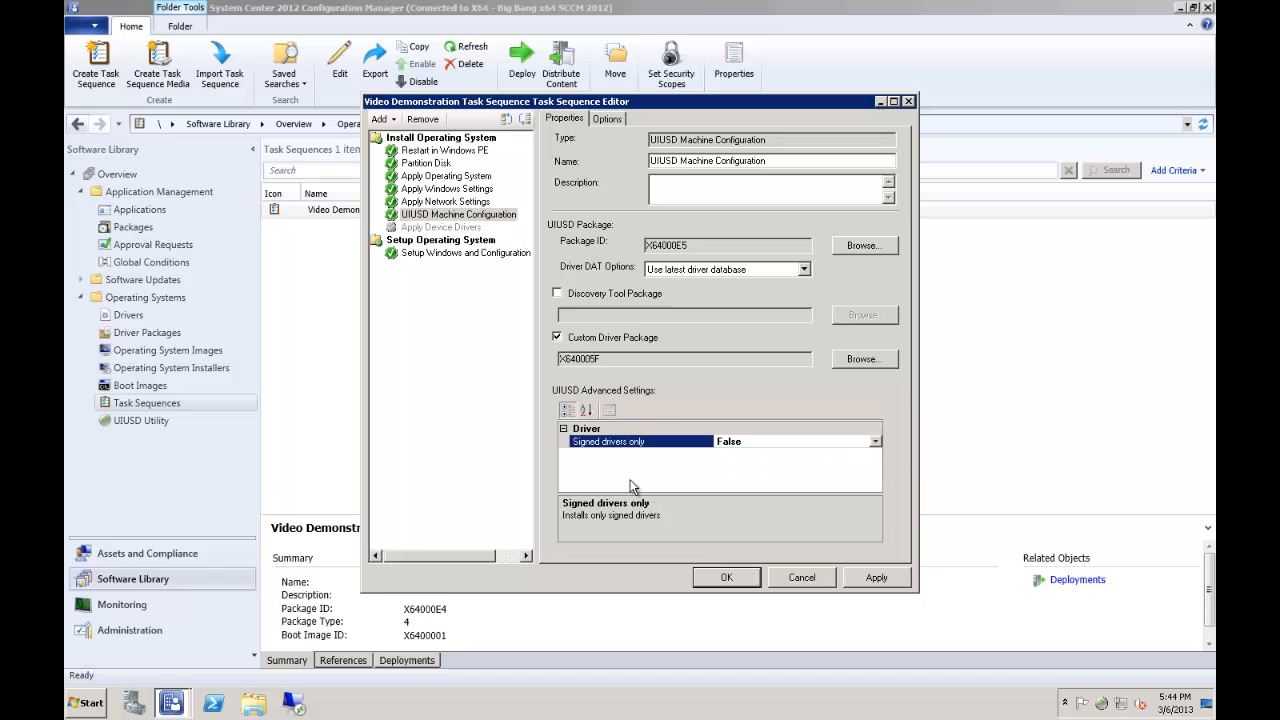 Folder Tools
System Center 2012 Configuration Manager (Connected to X64 - Big Bang x64 SCCM 2012)
Home
Folder
Create Task Sequence
Create Task Sequence Media
Import Task Sequence
Create
Saved Searches
Search
Edit
Export
Copy
Enable
Disable
Refresh
Delete
Deploy
Distribute Content
Move
Set Security Scopes
Properties
\
Software Library
Overview
Opera
Software Library
Overview
Application Management
Applications
Packages
Approval Requests
Global Conditions
Software Updates
Operating Systems
Drivers
Driver Packages
Operating System Images
Operating System Installers
Boot Images
Task Sequences
UIUSD Utility
Assets and Compliance
Software Library
Monitoring
Administration
Task Sequences 1 item
Search
Search
Add Criteria
Icon
Name
Video Demon
Video Demonstration Task Sequence Task Sequence Editor
Add
Remove
Install Operating System
Restart in Windows PE
Partition Disk
Apply Operating System
Apply Windows Settings
Apply Network Settings
UIUSD Machine Configuration
Apply Device Drivers
Setup Operating System
Setup Windows and Configuration
Properties
Options
Type:
UIUSD Machine Configuration
Name:
UIUSD Machine Configuration
Description:
UIUSD Package:
Package ID:
X64000E5
Browse...
Driver DAT Options:
Use latest driver database
Discovery Tool Package
Browse...
Custom Driver Package
X640005F
Browse...
UIUSD Advanced Settings:
Driver
Signed drivers only
False
Signed drivers only
Installs only signed drivers
OK
Cancel
Apply
Video Demonstr
Summary
Name:
Description:
Package ID:
X64000E4
Package Type:
4
Boot Image ID:
X6400001
Related Objects
Deployments
Summary
References
Deployments
Ready
Start
5:44 PM
3/6/2013